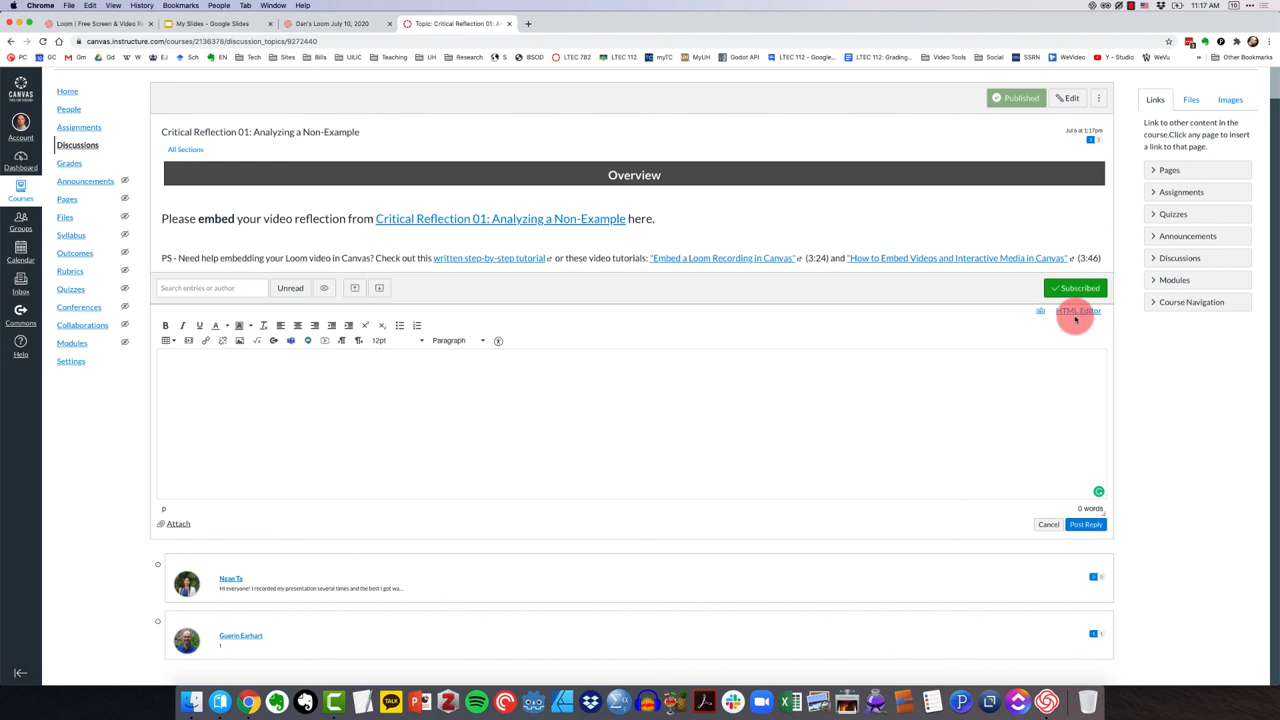 Chrome File Edit View History Bookmarks People Tab Window Help
11:17 AM
Loom | Free Screen & Video Re
My Slides - Google Slides
Dan's Loom July 10, 2020
Topic: Critical Reflection 01: A
canvas.instructure.com/courses/2136378/discussion_topics/9272440
PC GC Gm Gd W EJ Sch Tech Sites Bills UIUC Teaching UH Research S BSOD LTEC 782 LTEC 112 myTC MyUH Godot API LTEC 112 - Google... LTEC 112: Grading... Video Tools Social SSRN WeVideo Y - Studio WeVu Other Bookmarks
CANVAS
Account
Dashboard
Courses
Groups
Calendar
Inbox
Commons
Help
Home
People
Assignments
Discussions
Grades
Announcements
Pages
Files
Syllabus
Outcomes
Rubrics
Quizzes
Conferences
Collaborations
Modules
Settings
Published Edit
Critical Reflection 01: Analyzing a Non-Example
Jul 6 at 1:17pm
All Sections
Overview
Please embed your video reflection from Critical Reflection 01: Analyzing a Non-Example here.
PS - Need help embedding your Loom video in Canvas? Check out this written step-by-step tutorial or these video tutorials: "Embed a Loom Recording in Canvas" (3:24) and "How to Embed Videos and Interactive Media in Canvas" (3:46)
Search entries or author Unread Subscribed
HTML Editor
12pt Paragraph
p
0 words
Attach
Cancel Post Reply
Ngan Ta
Hi everyone! I recorded my presentation several times and the best I got wa...
0 0
Guerin Earhart
!
1
Links Files Images
Link to other content in the
course.Click any page to insert
a link to that page.
Pages
Assignments
Quizzes
Announcements
Discussions
Modules
Course Navigation